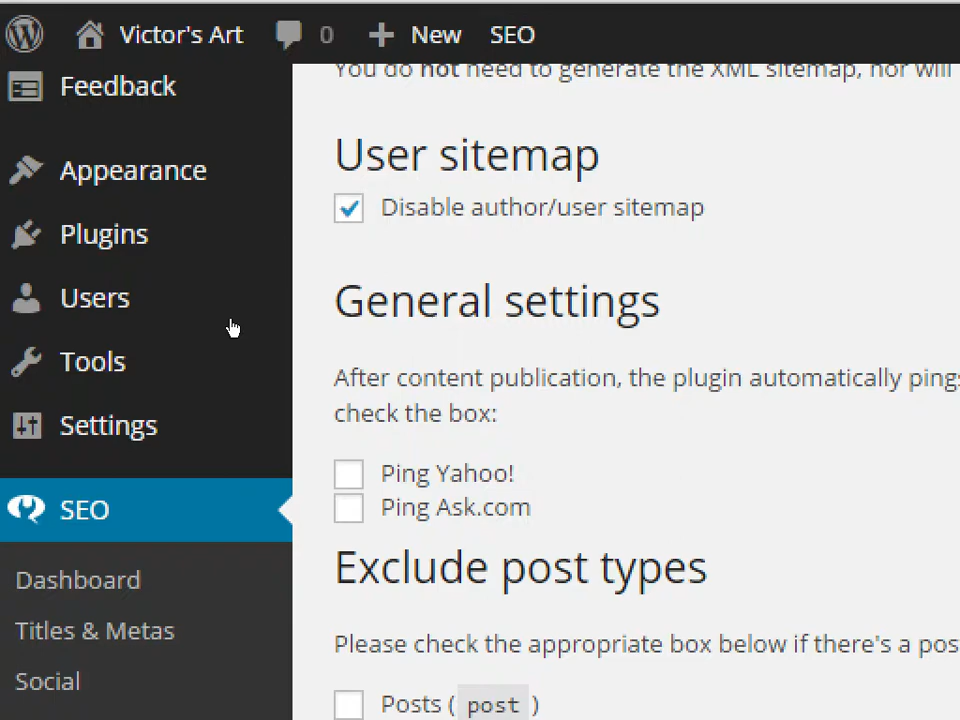 Victor's Art 0 New SEO
Feedback
Appearance
Plugins
Users
Tools
Settings
SEO
Dashboard
Titles & Metas
Social
You do not need to generate the XML sitemap, nor will
User sitemap
Disable author/user sitemap
General settings
After content publication, the plugin automatically pings
check the box:
Ping Yahoo!
Ping Ask.com
Exclude post types
Please check the appropriate box below if there's a pos
Posts ( post )